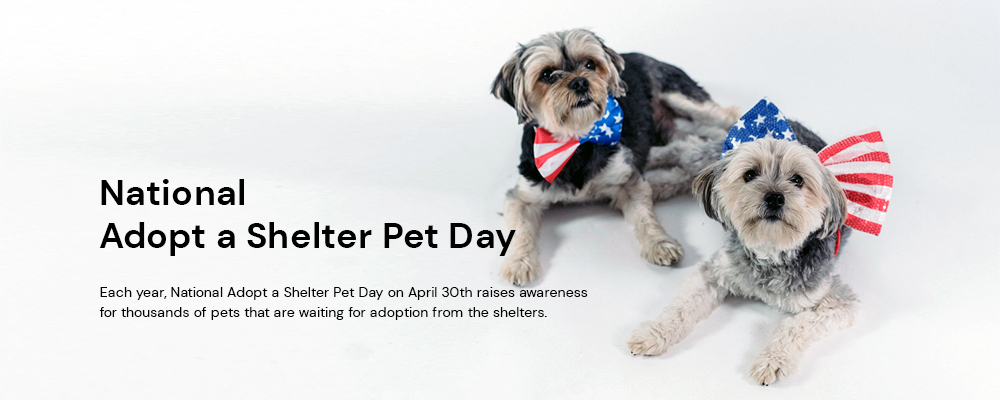 National
Adopt a Shelter Pet Day
Each year, National Adopt a Shelter Pet Day on April 30th raises awareness
for thousands of pets that are waiting for adoption from the shelters.